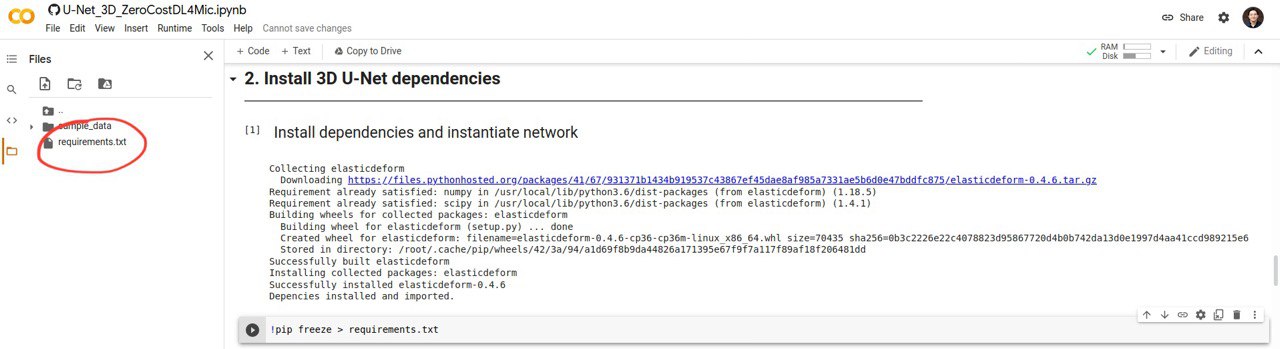 U-Net_3D_ZeroCostDL4Mic.ipynb
File Edit View Insert Runtime Tools Help Cannot save changes
Share
Files
+ Code + Text Copy to Drive
RAM
Disk
Editing
..
sample_data
requirements.txt
2. Install 3D U-Net dependencies
[1] Install dependencies and instantiate network
Collecting elasticdeform
Downloading https://files.pythonhosted.org/packages/41/67/931371b1434b919537c43867ef45dae8af985a7331ae5b6d0e47bddfc875/elasticdeform-0.4.6.tar.gz
Requirement already satisfied: numpy in /usr/local/lib/python3.6/dist-packages (from elasticdeform) (1.18.5)
Requirement already satisfied: scipy in /usr/local/lib/python3.6/dist-packages (from elasticdeform) (1.4.1)
Building wheels for collected packages: elasticdeform
Building wheel for elasticdeform (setup.py) ... done
Created wheel for elasticdeform: filename=elasticdeform-0.4.6-cp36-cp36m-linux_x86_64.whl size=70435 sha256=0b3c2226e22c4078823d95867720d4b0b742da13d0e1997d4aa41ccd989215e6
Stored in directory: /root/.cache/pip/wheels/42/3a/94/a1d69f8b9da44826a171395e67f9f7a117f89af18f206481dd
Successfully built elasticdeform
Installing collected packages: elasticdeform
Successfully installed elasticdeform-0.4.6
Depencies installed and imported.
!pip freeze > requirements.txt